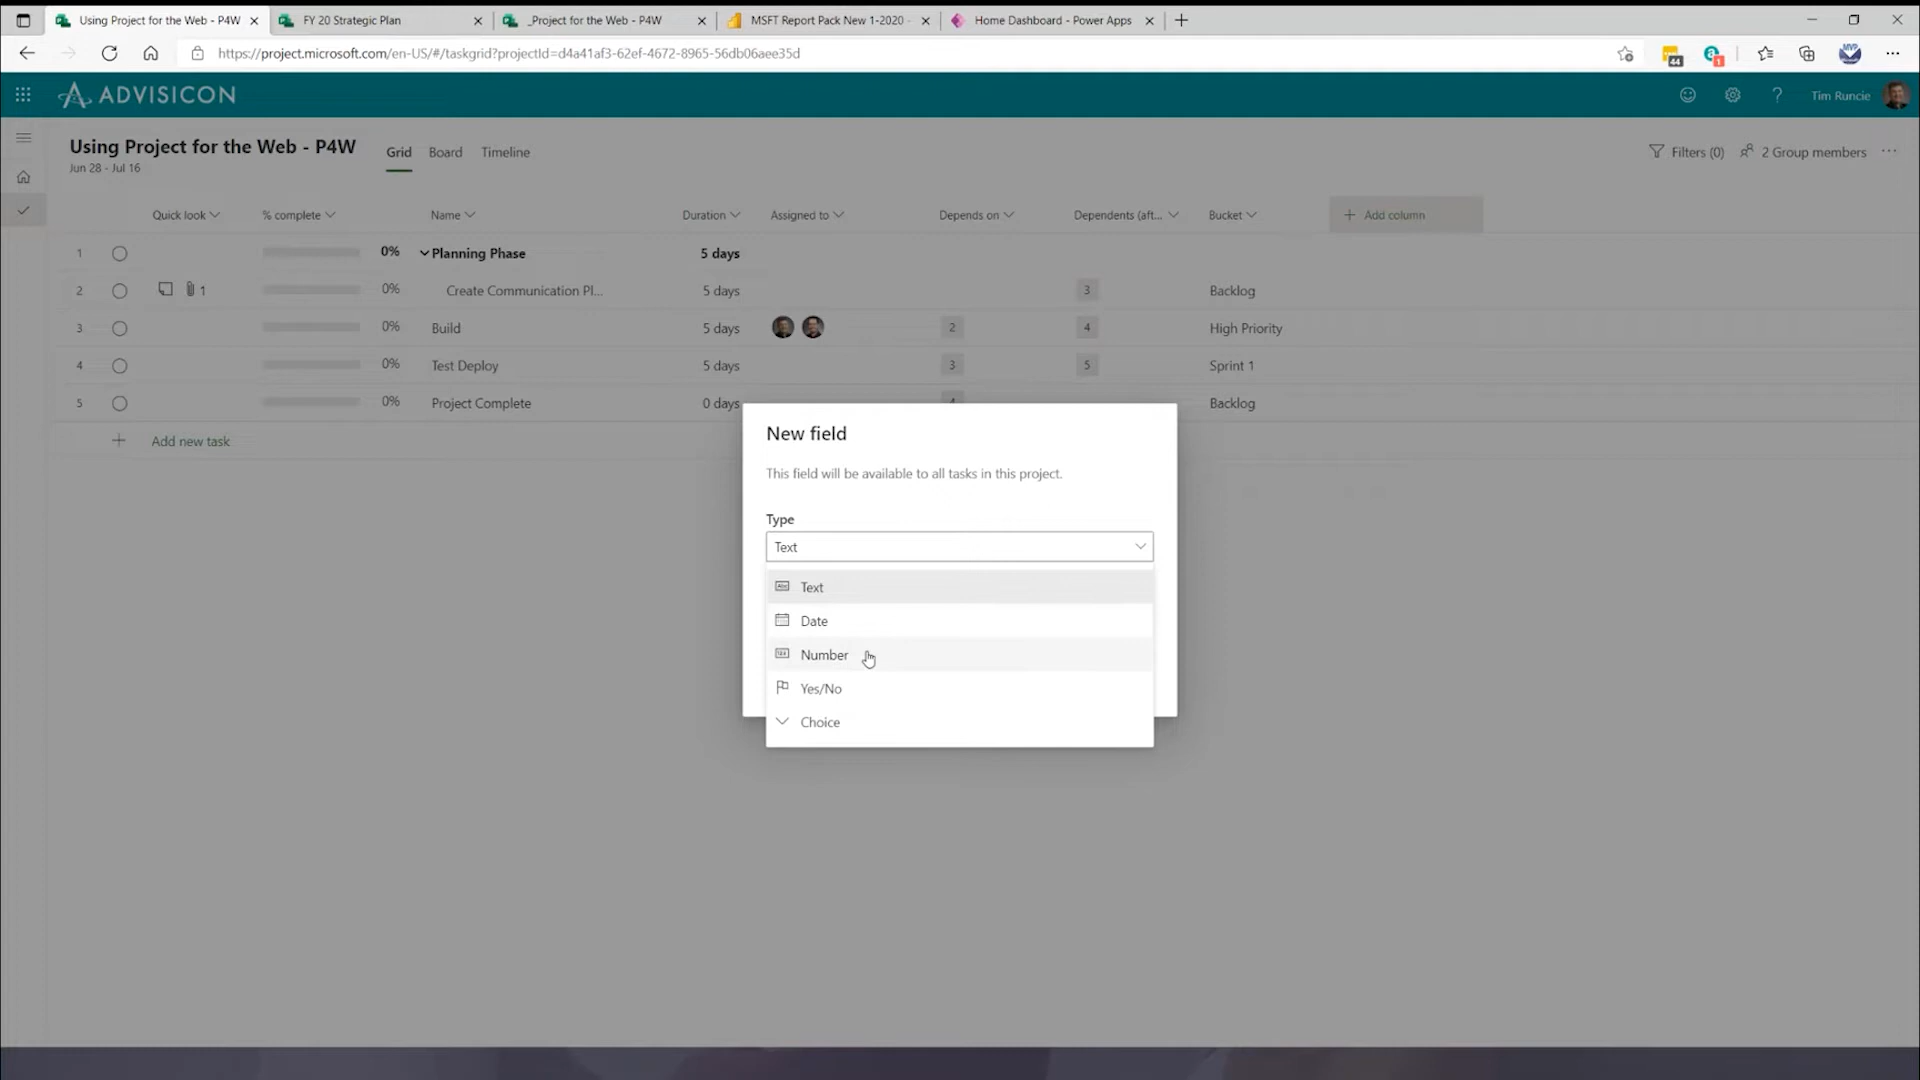 Using Project for the Web - P4W
FY 20 Strategic Plan
_Project for the Web - P4W
MSFT Report Pack New 1-2020 -
Home Dashboard - Power Apps
https://project.microsoft.com/en-US/#/taskgrid?projectId=d4a41af3-62ef-4672-8965-56db06aee35d
44
1
MVP
ADVISICON
Tim Runcie
Using Project for the Web - P4W
Jun 28 - Jul 16
Grid
Board
Timeline
Filters (0)
2 Group members
Quick look
% complete
Name
Duration
Assigned to
Depends on
Dependents (aft...
Bucket
Add column
1 0% Planning Phase 5 days
2 1 0% Create Communication Pl... 5 days 3 Backlog
3 0% Build 5 days 2 4 High Priority
4 0% Test Deploy 5 days 3 5 Sprint 1
5 0% Project Complete 0 days 4 Backlog
Add new task
New field
This field will be available to all tasks in this project.
Type
Text
Abc Text
Date
123 Number
Yes/No
Choice